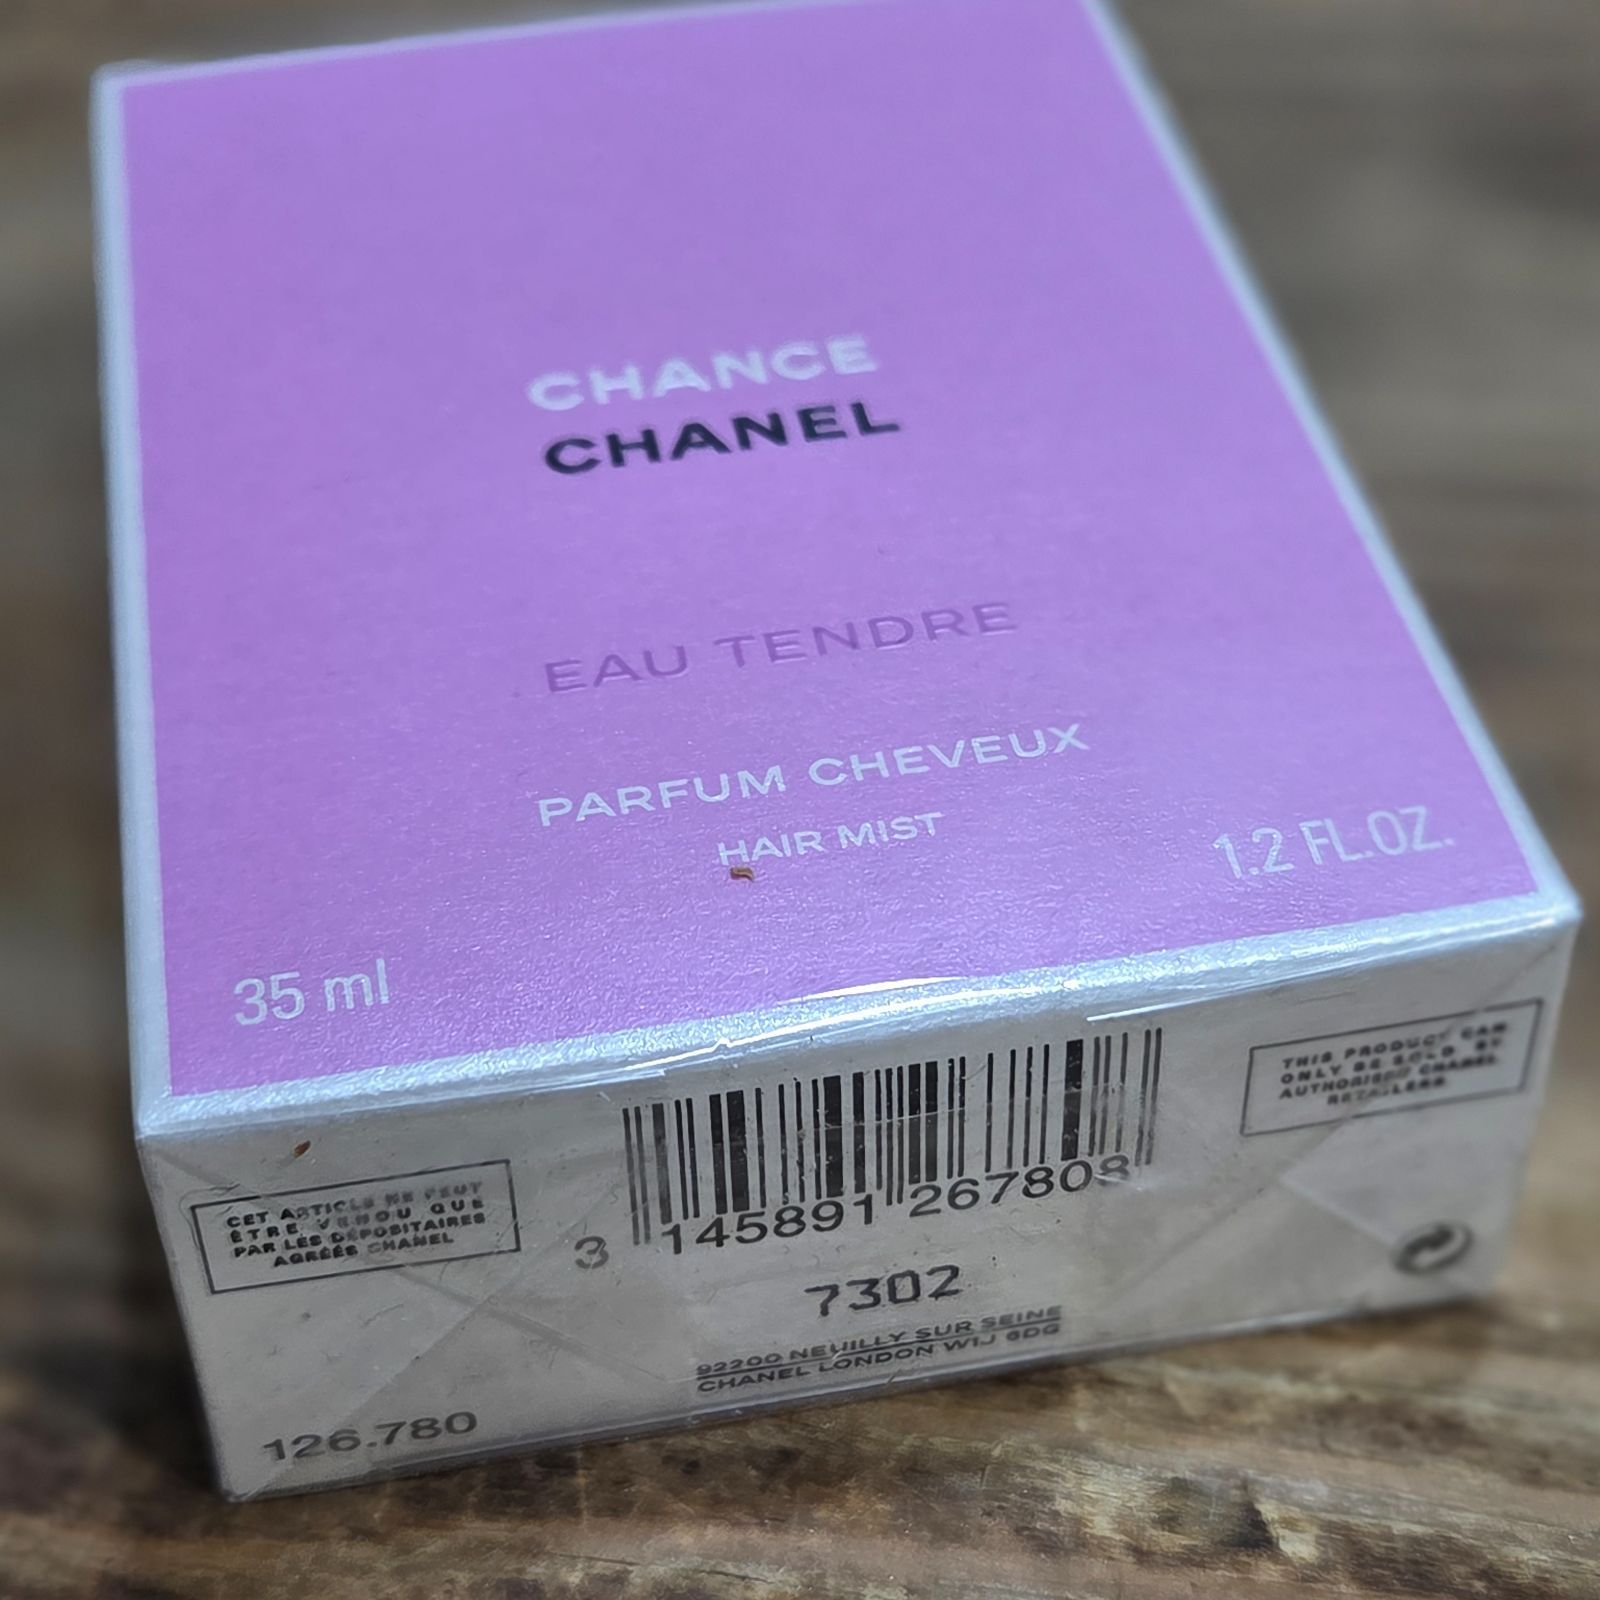 CHANCE
CHANEL
EAU TENDRE
PARFUM CHEVEUX
HAIR MIST
35 ml
1.2 FL.OZ.
CET ARTICLE NE PEUT
ÊTRE VENDU QUE
PAR LES DÉPOSITAIRES
AGRÉÉS CHANEL
3 145891 267808
THIS PRODUCT CAN
ONLY BE SOLD BY
AUTHORISED CHANEL
RETAILERS
7302
92200 NEUILLY SUR SEINE
CHANEL LONDON W1J 6DG
126.780